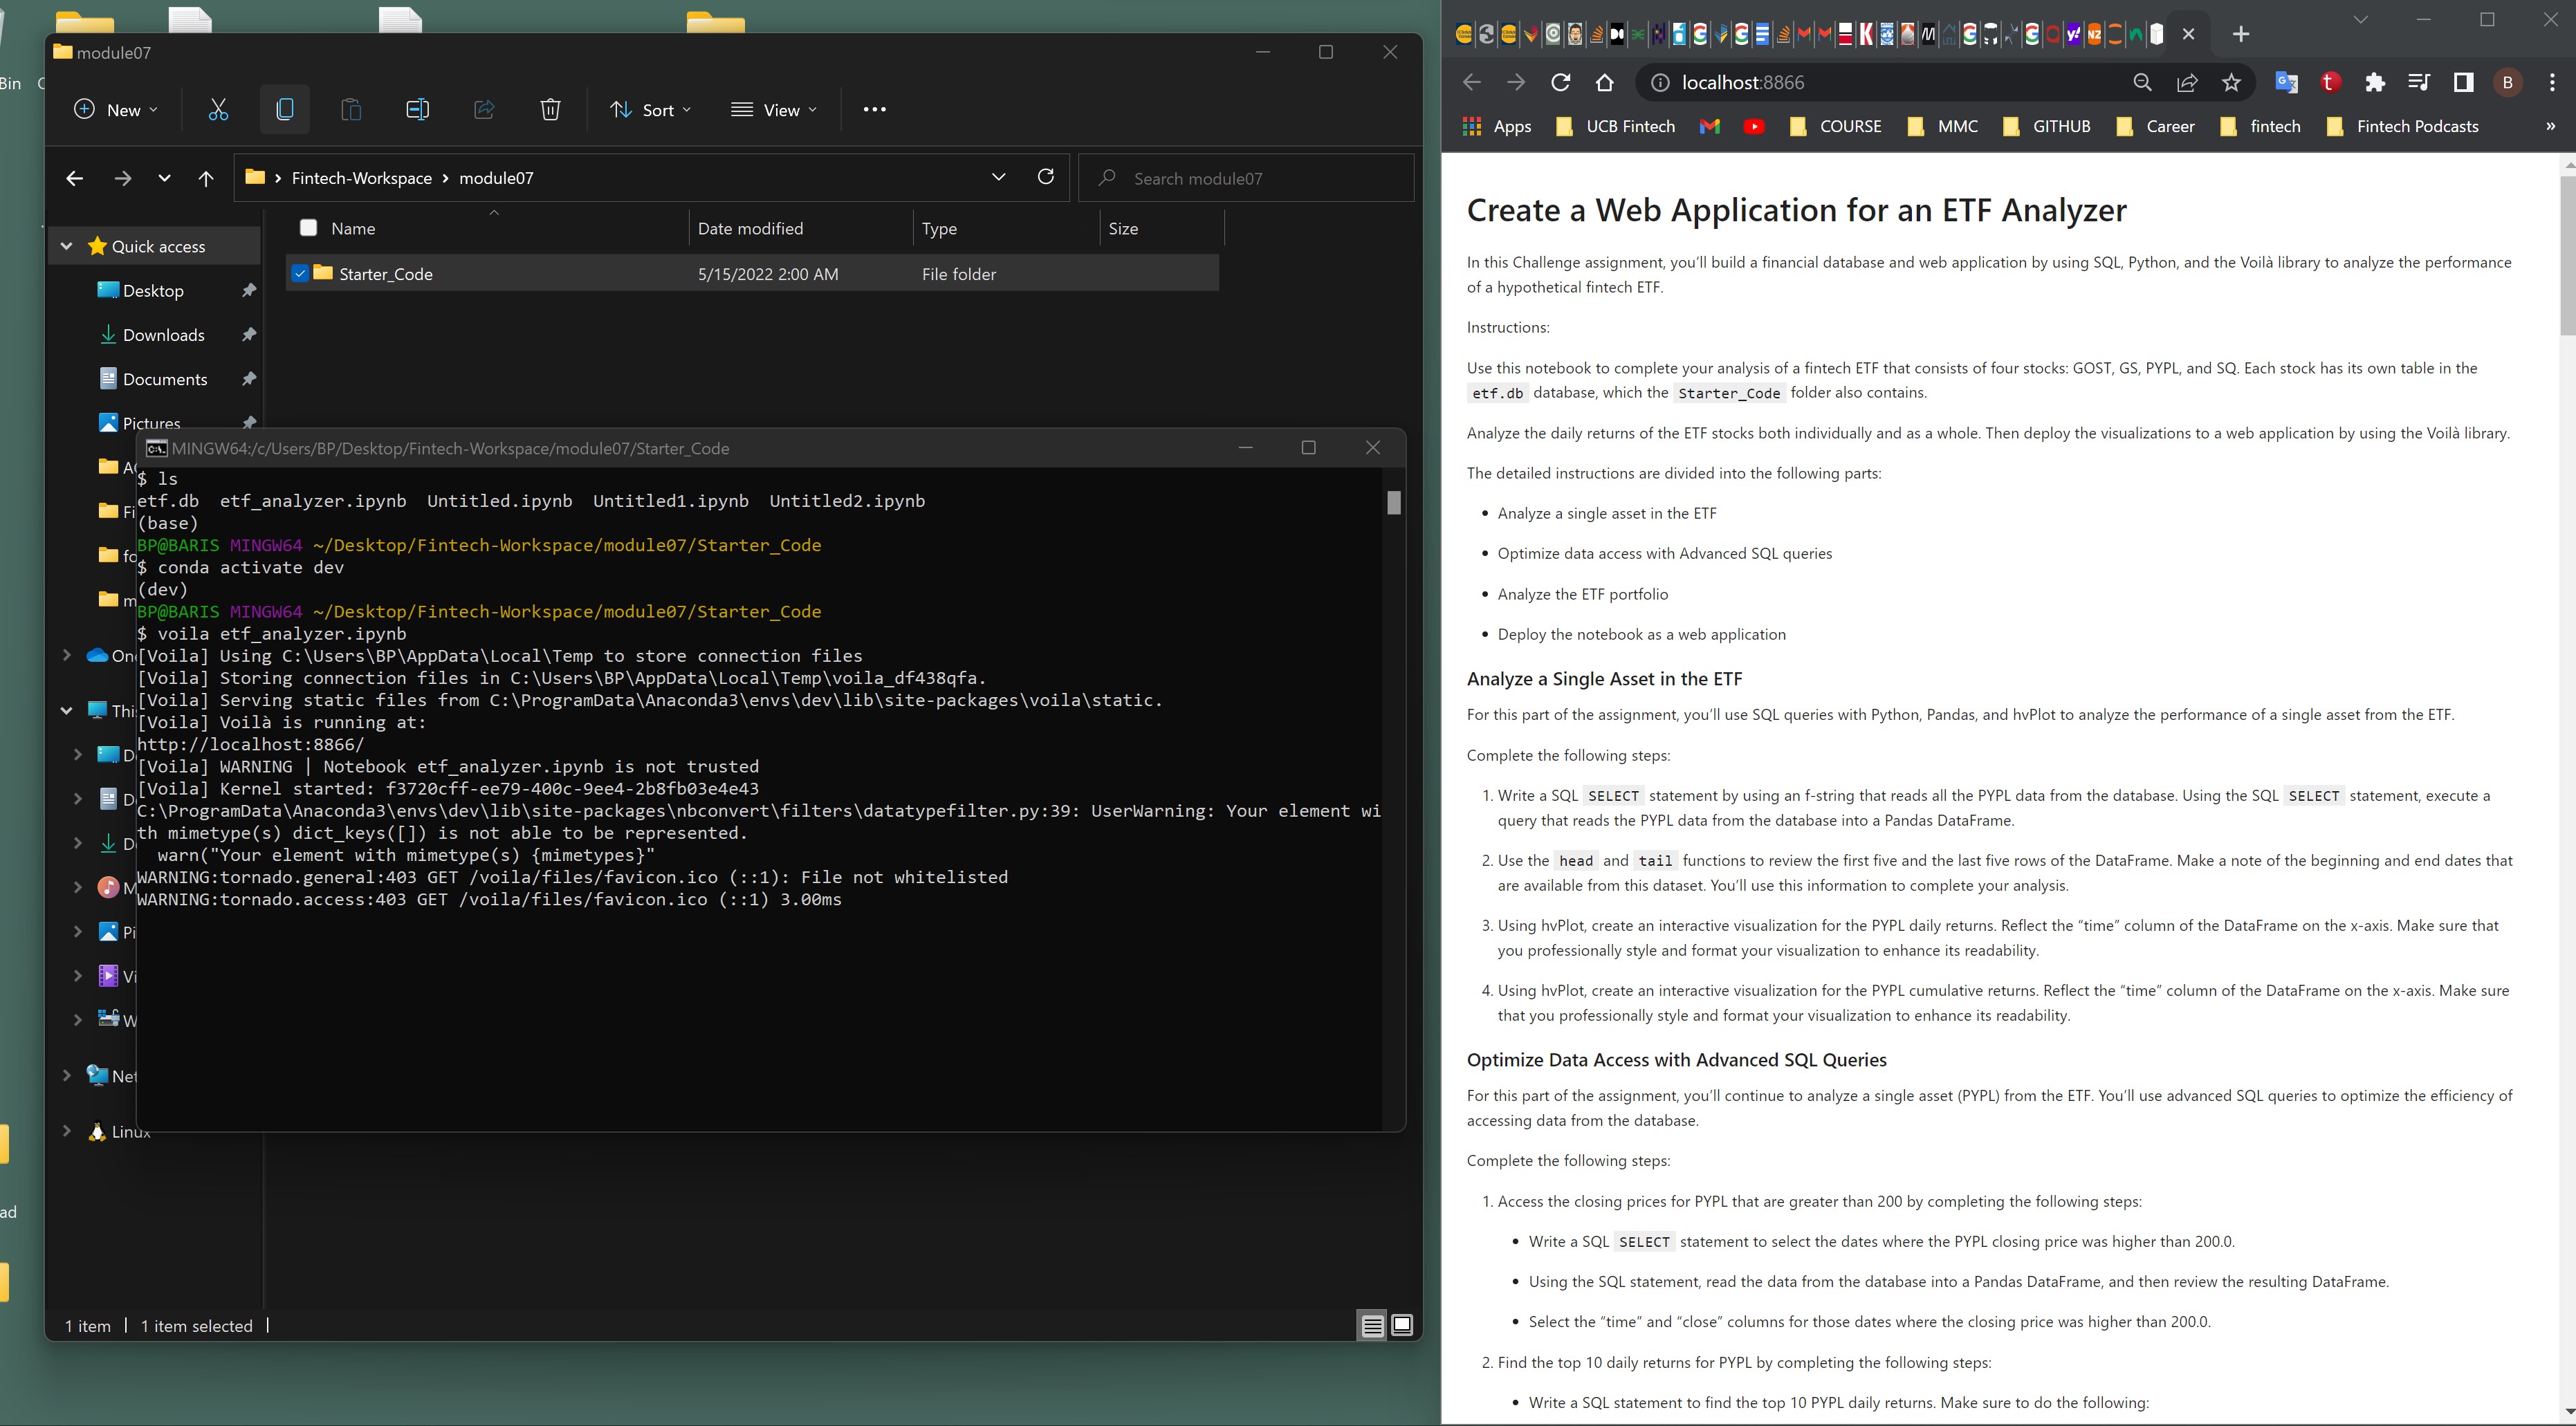 Bin
module07
New
Sort
View
Fintech-Workspace
module07
Search module07
Name
Date modified
Type
Size
Quick access
Starter_Code
5/15/2022 2:00 AM
File folder
Desktop
Downloads
Documents
Pictures
Linux
1 item
1 item selected
ad
MINGW64:/c/Users/BP/Desktop/Fintech-Workspace/module07/Starter_Code
$ ls
etf.db etf_analyzer.ipynb Untitled.ipynb Untitled1.ipynb Untitled2.ipynb
(base)
BP@BARIS MINGW64 ~/Desktop/Fintech-Workspace/module07/Starter_Code
$ conda activate dev
(dev)
BP@BARIS MINGW64 ~/Desktop/Fintech-Workspace/module07/Starter_Code
$ voila etf_analyzer.ipynb
[Voila] Using C:\Users\BP\AppData\Local\Temp to store connection files
[Voila] Storing connection files in C:\Users\BP\AppData\Local\Temp\voila_df438qfa.
[Voila] Serving static files from C:\ProgramData\Anaconda3\envs\dev\lib\site-packages\voila\static.
[Voila] Voilà is running at:
http://localhost:8866/
[Voila] WARNING | Notebook etf_analyzer.ipynb is not trusted
[Voila] Kernel started: f3720cff-ee79-400c-9ee4-2b8fb03e4e43
C:\ProgramData\Anaconda3\envs\dev\lib\site-packages\nbconvert\filters\datatypefilter.py:39: UserWarning: Your element wi
th mimetype(s) dict_keys([]) is not able to be represented.
warn("Your element with mimetype(s) {mimetypes}"
WARNING:tornado.general:403 GET /voila/files/favicon.ico (::1): File not whitelisted
WARNING:tornado.access:403 GET /voila/files/favicon.ico (::1) 3.00ms
localhost:8866
B
Apps
UCB Fintech
COURSE
MMC
GITHUB
Career
fintech
Fintech Podcasts
»
Create a Web Application for an ETF Analyzer
In this Challenge assignment, you'll build a financial database and web application by using SQL, Python, and the Voilà library to analyze the performance
of a hypothetical fintech ETF.
Instructions:
Use this notebook to complete your analysis of a fintech ETF that consists of four stocks: GOST, GS, PYPL, and SQ. Each stock has its own table in the
etf.db database, which the Starter_Code folder also contains.
Analyze the daily returns of the ETF stocks both individually and as a whole. Then deploy the visualizations to a web application by using the Voilà library.
The detailed instructions are divided into the following parts:
• Analyze a single asset in the ETF
• Optimize data access with Advanced SQL queries
• Analyze the ETF portfolio
• Deploy the notebook as a web application
Analyze a Single Asset in the ETF
For this part of the assignment, you'll use SQL queries with Python, Pandas, and hvPlot to analyze the performance of a single asset from the ETF.
Complete the following steps:
1. Write a SQL SELECT statement by using an f-string that reads all the PYPL data from the database. Using the SQL SELECT statement, execute a
query that reads the PYPL data from the database into a Pandas DataFrame.
2. Use the head and tail functions to review the first five and the last five rows of the DataFrame. Make a note of the beginning and end dates that
are available from this dataset. You'll use this information to complete your analysis.
3. Using hvPlot, create an interactive visualization for the PYPL daily returns. Reflect the “time” column of the DataFrame on the x-axis. Make sure that
you professionally style and format your visualization to enhance its readability.
4. Using hvPlot, create an interactive visualization for the PYPL cumulative returns. Reflect the “time” column of the DataFrame on the x-axis. Make sure
that you professionally style and format your visualization to enhance its readability.
Optimize Data Access with Advanced SQL Queries
For this part of the assignment, you'll continue to analyze a single asset (PYPL) from the ETF. You'll use advanced SQL queries to optimize the efficiency of
accessing data from the database.
Complete the following steps:
1. Access the closing prices for PYPL that are greater than 200 by completing the following steps:
• Write a SQL SELECT statement to select the dates where the PYPL closing price was higher than 200.0.
• Using the SQL statement, read the data from the database into a Pandas DataFrame, and then review the resulting DataFrame.
• Select the “time” and “close” columns for those dates where the closing price was higher than 200.0.
2. Find the top 10 daily returns for PYPL by completing the following steps:
• Write a SQL statement to find the top 10 PYPL daily returns. Make sure to do the following: